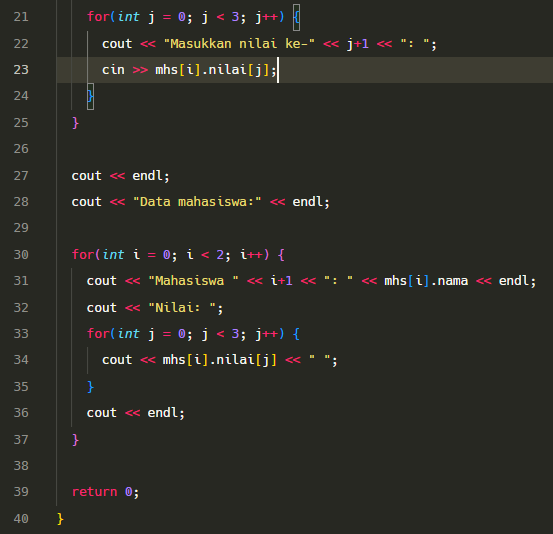 21 for(int j = 0; j < 3; j++) {
22 cout << "Masukkan nilai ke-" << j+1 << ": ";
23 cin >> mhs[i].nilai[j];
24 }
25 }
26
27 cout << endl;
28 cout << "Data mahasiswa:" << endl;
29
30 for(int i = 0; i < 2; i++) {
31 cout << "Mahasiswa " << i+1 << ": " << mhs[i].nama << endl;
32 cout << "Nilai: ";
33 for(int j = 0; j < 3; j++) {
34 cout << mhs[i].nilai[j] << " ";
35 }
36 cout << endl;
37 }
38
39 return 0;
40 }